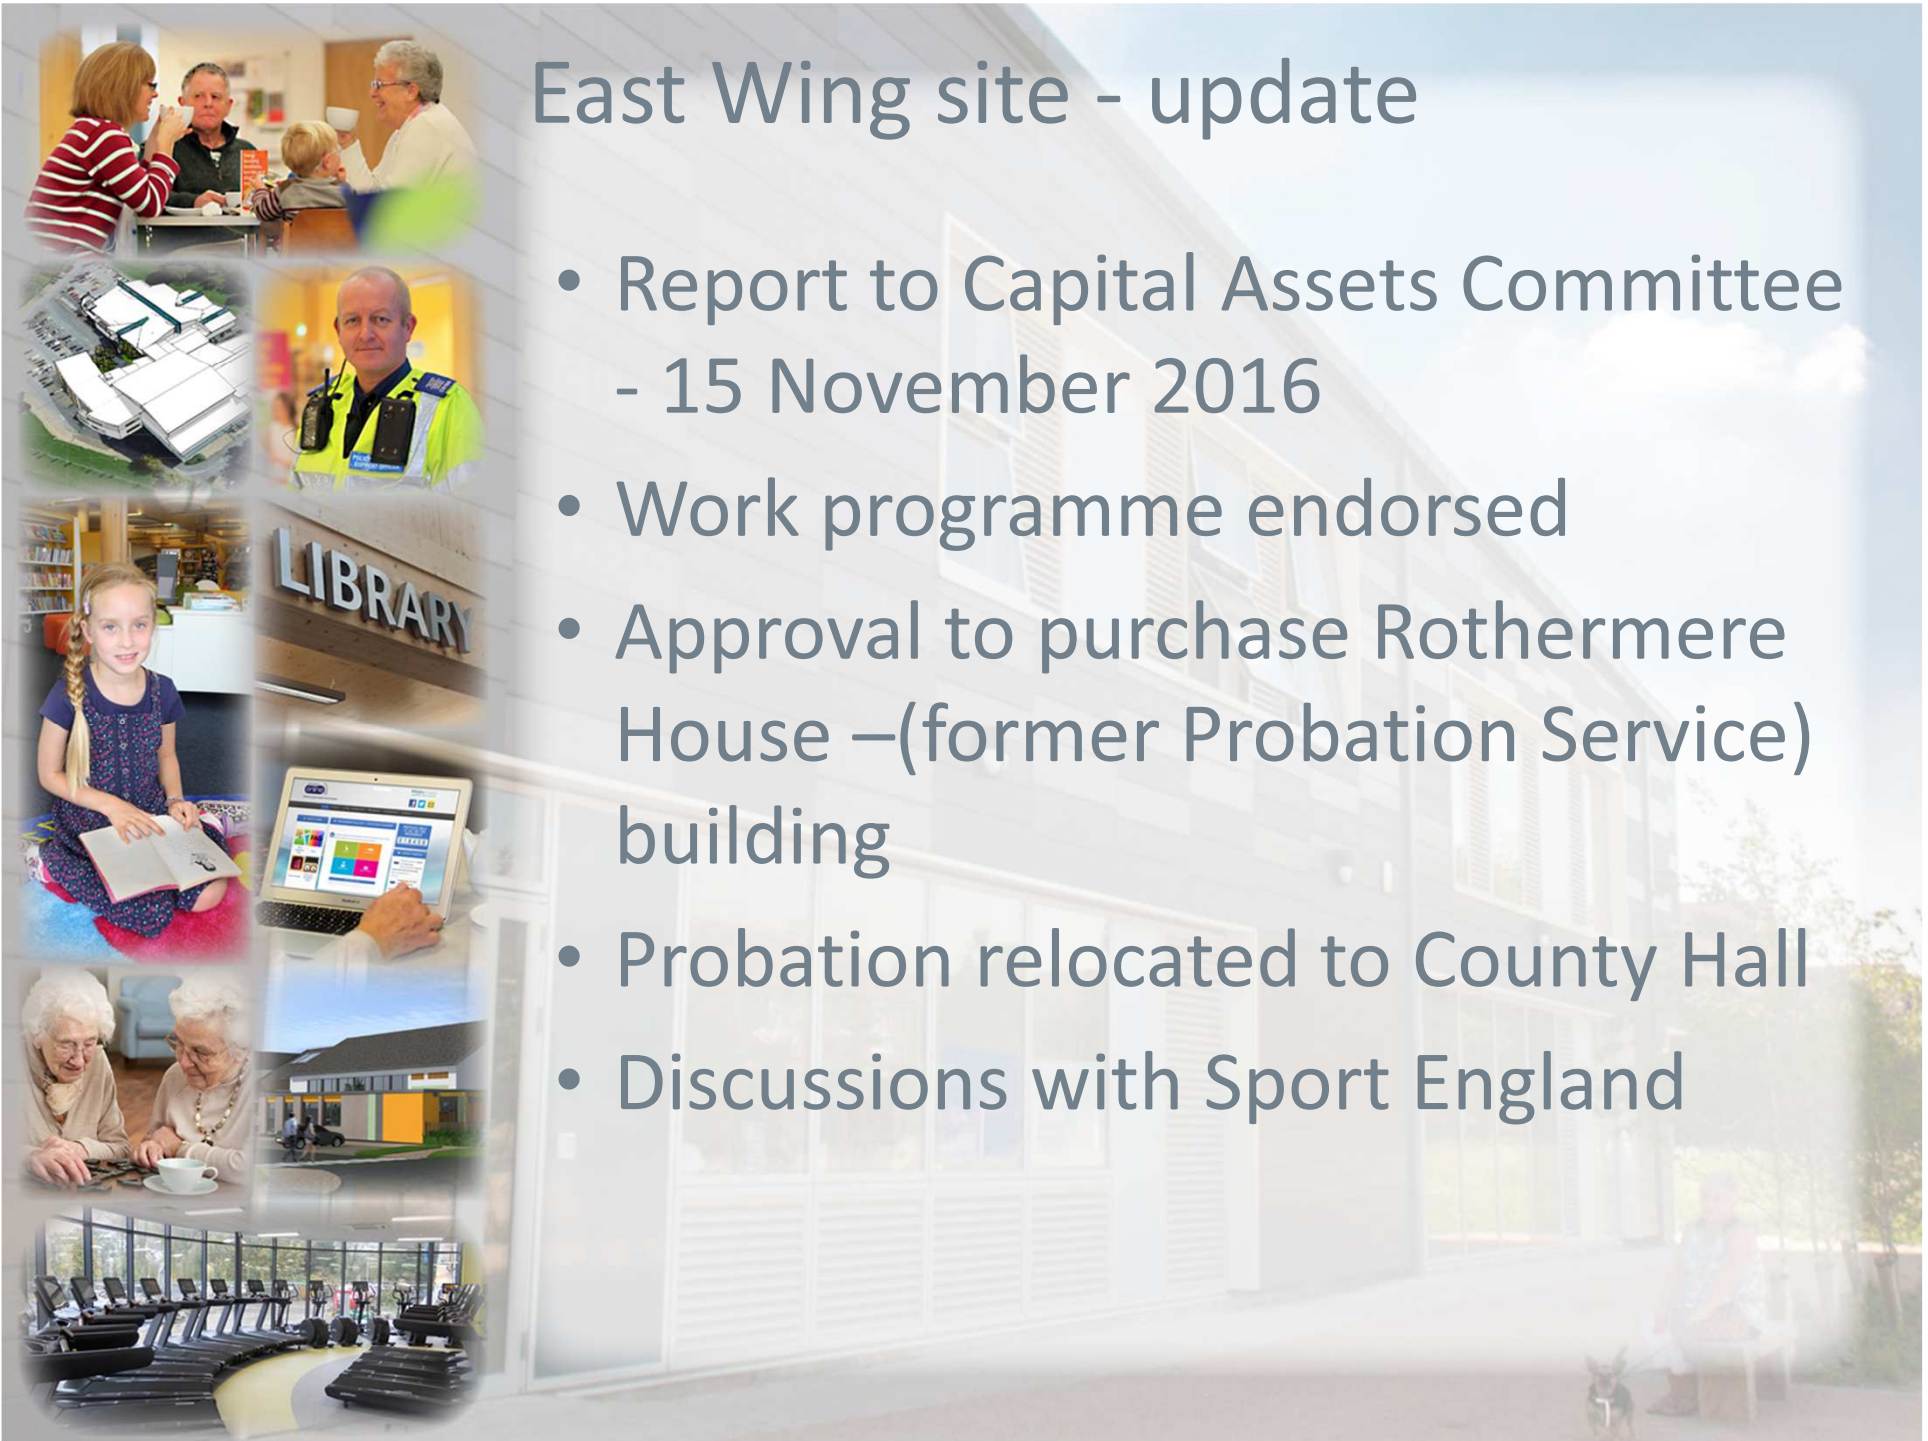 East Wing site - update
• Report to Capital Assets Committee
- 15 November 2016
• Work programme endorsed
• Approval to purchase Rothermere
House –(former Probation Service)
building
• Probation relocated to County Hall
• Discussions with Sport England
LIBRARY